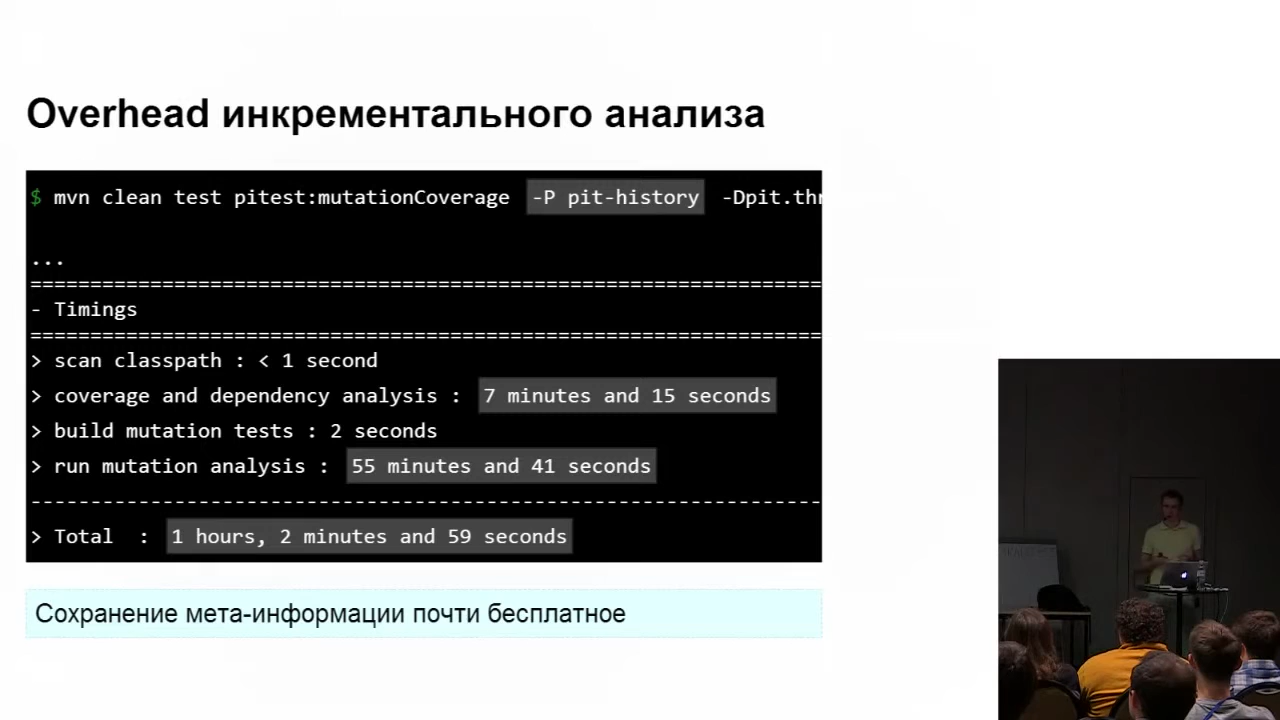 Overhead инкрементального анализа
$ mvn clean test pitest:mutationCoverage -P pit-history -Dpit.thr
...
================================================================================
- Timings
================================================================================
> scan classpath : < 1 second
> coverage and dependency analysis : 7 minutes and 15 seconds
> build mutation tests : 2 seconds
> run mutation analysis : 55 minutes and 41 seconds
--------------------------------------------------------------------------------
> Total : 1 hours, 2 minutes and 59 seconds
Сохранение мета-информации почти бесплатное